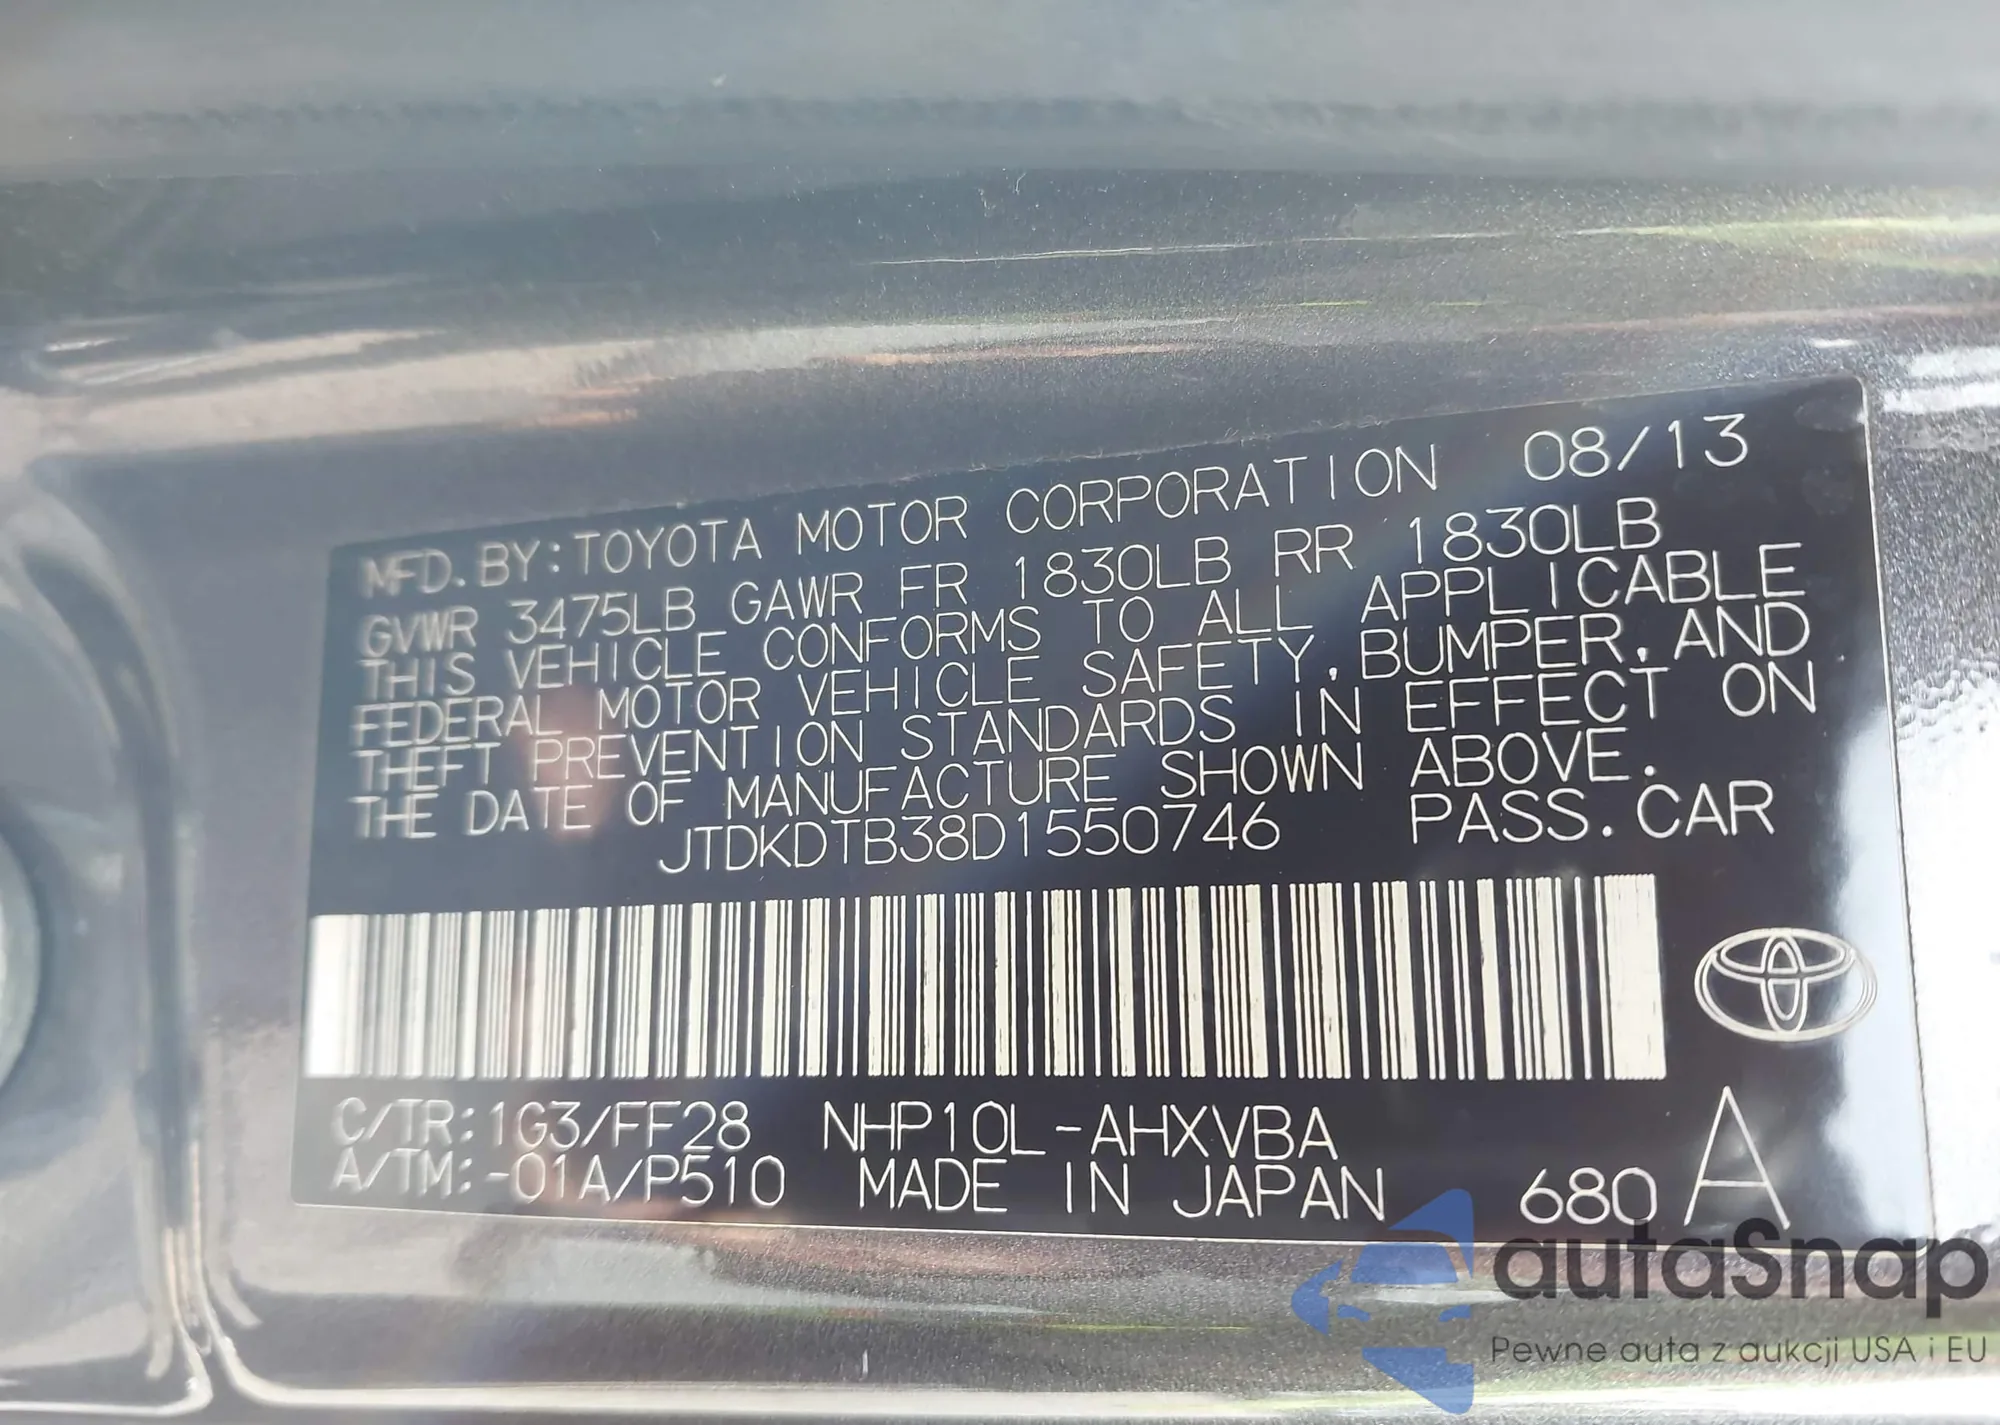 MFD. BY: TOYOTA MOTOR CORPORATION 08/13
GVWR 3475LB GAWR FR 1830LB RR 1830LB
THIS VEHICLE CONFORMS TO ALL APPLICABLE
FEDERAL MOTOR VEHICLE SAFETY, BUMPER, AND
THEFT PREVENTION STANDARDS IN EFFECT ON
THE DATE OF MANUFACTURE SHOWN ABOVE.
JTDKDTB38D1550746 PASS. CAR
C/TR: 1G3/FF28 NHP10L-AHXVBA
A/TM: -01A/P510 MADE IN JAPAN 680 A
autaSnap
Pewne auta z aukcji USA i EU